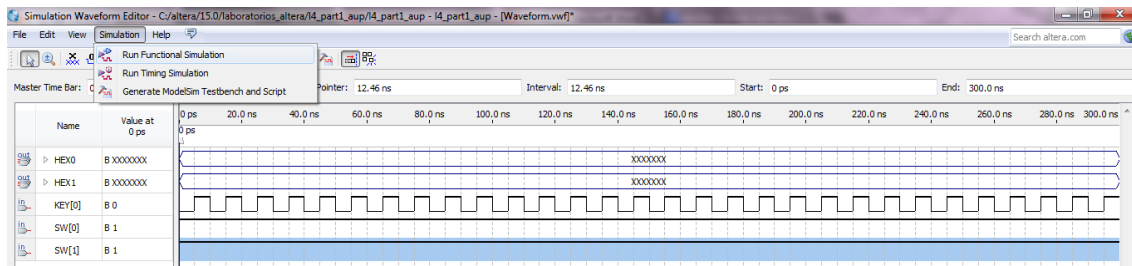 Simulation Waveform Editor - C:/altera/15.0/laboratorios_altera/l4_part1_aup/l4_part1_aup - l4_part1_aup - [Waveform.vwf]*
File Edit View Simulation Help
Search altera.com
Run Functional Simulation
Run Timing Simulation
Generate ModelSim Testbench and Script
Master Time Bar: Pointer: 12.46 ns Interval: 12.46 ns Start: 0 ps End: 300.0 ns
Name Value at 0 ps
0 ps 20.0 ns 40.0 ns 60.0 ns 80.0 ns 100.0 ns 120.0 ns 140.0 ns 160.0 ns 180.0 ns 200.0 ns 220.0 ns 240.0 ns 260.0 ns 280.0 ns 300.0 ns
0 ps
out HEX0 B XXXXXXX XXXXXXX
out HEX1 B XXXXXXX XXXXXXX
in KEY[0] B 0
in SW[0] B 1
in SW[1] B 1